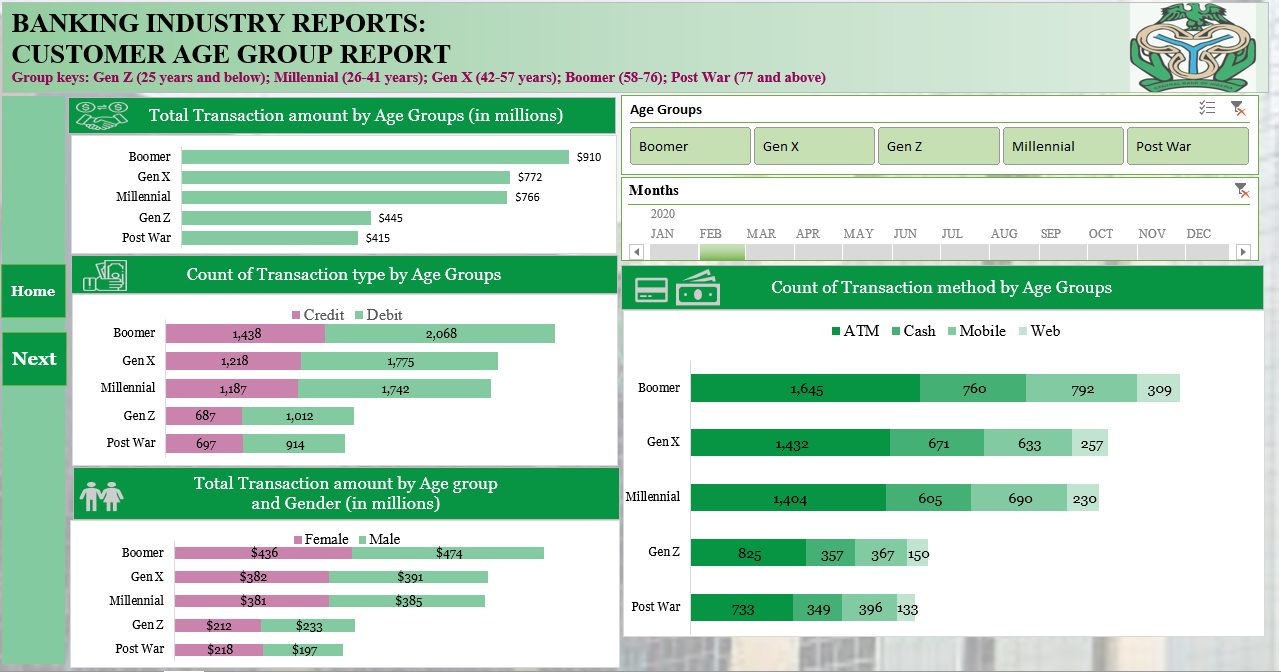 BANKING INDUSTRY REPORTS:
CUSTOMER AGE GROUP REPORT
Group keys: Gen Z (25 years and below); Millennial (26-41 years); Gen X (42-57 years); Boomer (58-76); Post War (77 and above)
Home
Next
Total Transaction amount by Age Groups (in millions)
Boomer $910
Gen X $772
Millennial $766
Gen Z $445
Post War $415
Count of Transaction type by Age Groups
Credit Debit
Boomer 1,438 2,068
Gen X 1,218 1,775
Millennial 1,187 1,742
Gen Z 687 1,012
Post War 697 914
Total Transaction amount by Age group
and Gender (in millions)
Female Male
Boomer $436 $474
Gen X $382 $391
Millennial $381 $385
Gen Z $212 $233
Post War $218 $197
Age Groups
Boomer Gen X Gen Z Millennial Post War
Months
2020
JAN FEB MAR APR MAY JUN JUL AUG SEP OCT NOV DEC
Count of Transaction method by Age Groups
ATM Cash Mobile Web
Boomer 1,645 760 792 309
Gen X 1,432 671 633 257
Millennial 1,404 605 690 230
Gen Z 825 357 367 150
Post War 733 349 396 133